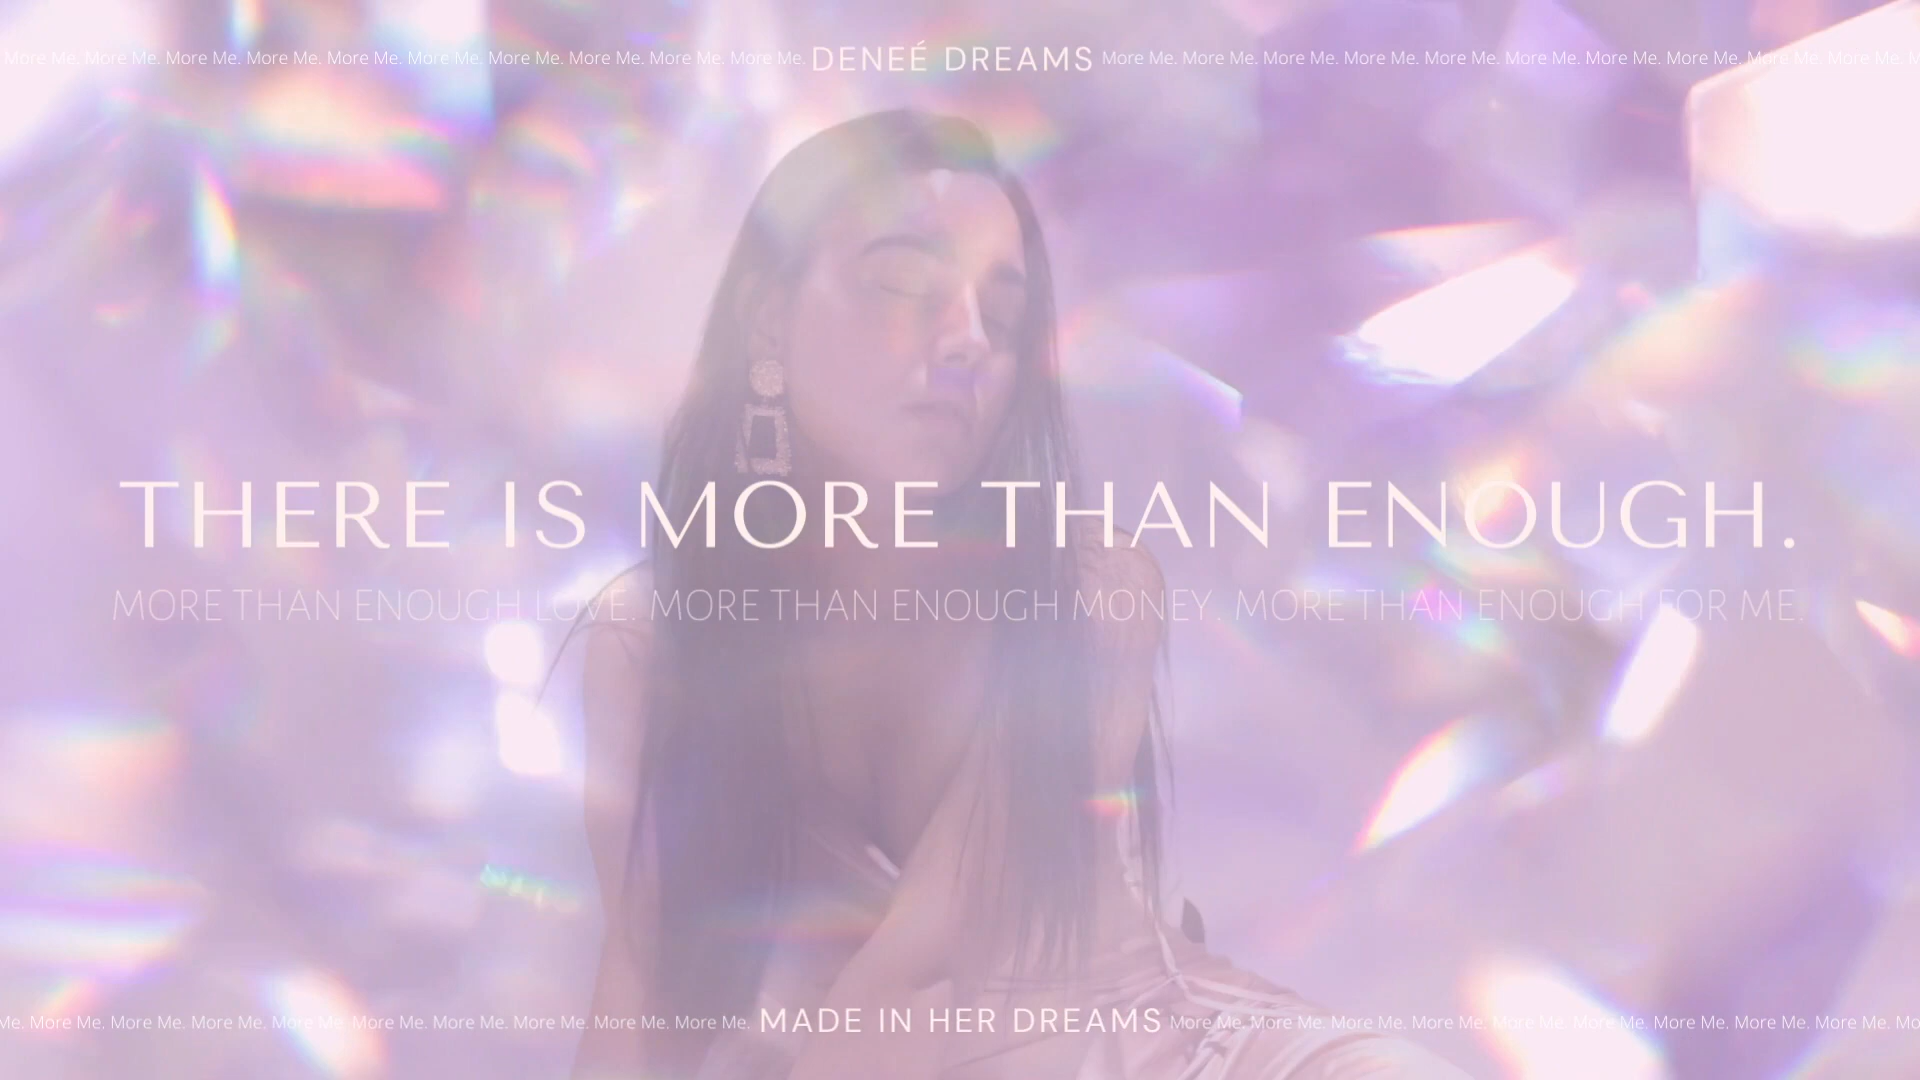 More Me. More Me. More Me. More Me. More Me. More Me. More Me. More Me. More Me. More Me. DENEÉ DREAMS More Me. More Me. More Me. More Me. More Me. More Me. More Me. More Me. More Me. More Me.
THERE IS MORE THAN ENOUGH.
MORE THAN ENOUGH LOVE. MORE THAN ENOUGH MONEY. MORE THAN ENOUGH FOR ME.
Me. More Me. More Me. More Me. More Me. More Me. More Me. More Me. More Me. More Me. MADE IN HER DREAMS More Me. More Me. More Me. More Me. More Me. More Me. More Me. More Me. More Me. Mo